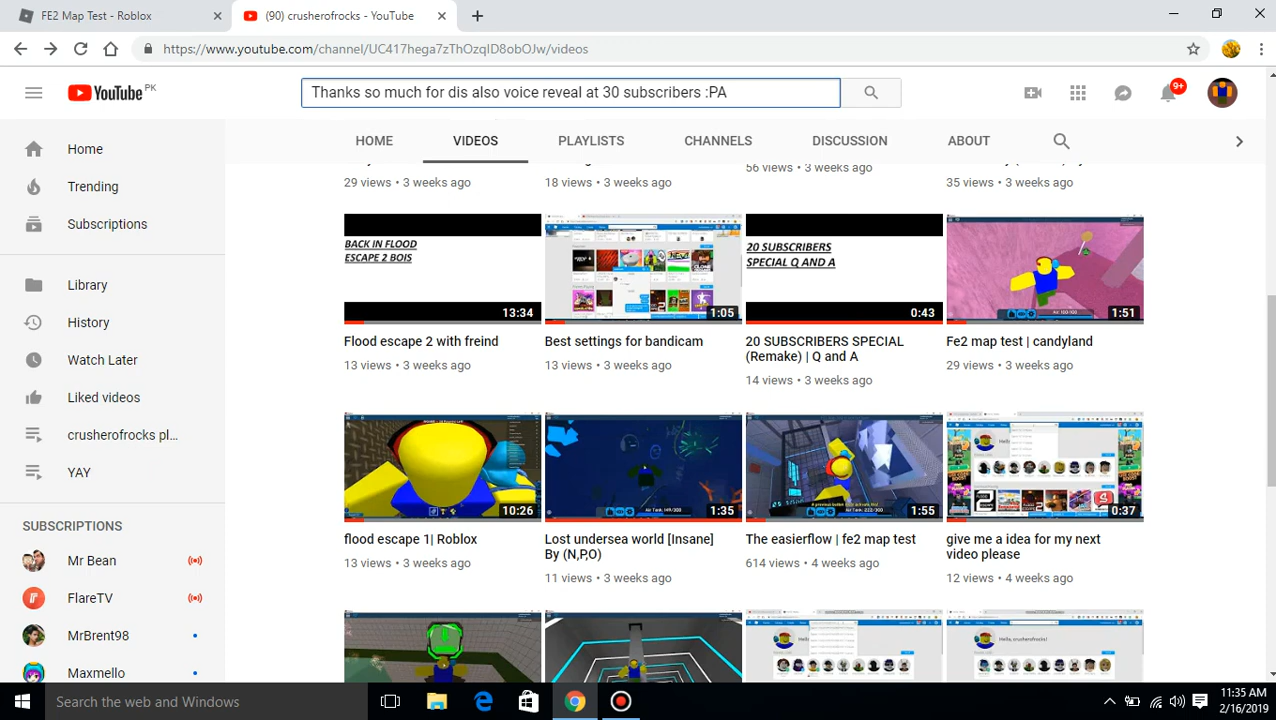 FE2 Map Test - Roblox
(90) crusherofrocks - YouTube
https://www.youtube.com/channel/UC417hega7zThOzqID8obOJw/videos
YouTube PK
Thanks so much for dis also voice reveal at 30 subscribers :PA
9+
HOME VIDEOS PLAYLISTS CHANNELS DISCUSSION ABOUT
Home
Trending
Subscriptions
Library
History
Watch Later
Liked videos
crusherofrocks pl...
YAY
SUBSCRIPTIONS
Mr Bean
FlareTV
MrBrent98
29 views • 3 weeks ago
18 views • 3 weeks ago
56 views • 3 weeks ago
35 views • 3 weeks ago
BACK IN FLOOD
ESCAPE 2 BOIS
13:34
Flood escape 2 with freind
13 views • 3 weeks ago
1:05
Best settings for bandicam
13 views • 3 weeks ago
20 SUBSCRIBERS
SPECIAL Q AND A
0:43
20 SUBSCRIBERS SPECIAL
(Remake) | Q and A
14 views • 3 weeks ago
1:51
Fe2 map test | candyland
29 views • 3 weeks ago
10:26
flood escape 1| Roblox
13 views • 3 weeks ago
1:35
Lost undersea world [Insane]
By (N,P,O)
11 views • 3 weeks ago
1:55
The easierflow | fe2 map test
614 views • 4 weeks ago
0:37
give me a idea for my next
video please
12 views • 4 weeks ago
Hello, crusherofrocks!
Search the web and Windows
11:35 AM
2/16/2019